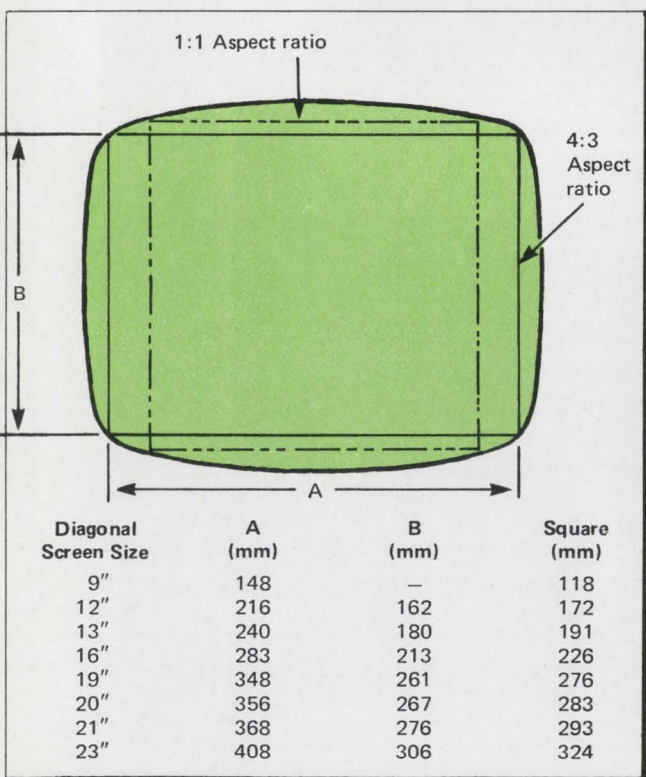 1:1 Aspect ratio
4:3
Aspect
ratio
B
A
Diagonal A B Square
Screen Size (mm) (mm) (mm)
9" 148 — 118
12" 216 162 172
13" 240 180 191
16" 283 213 226
19" 348 261 276
20" 356 267 283
21" 368 276 293
23" 408 306 324